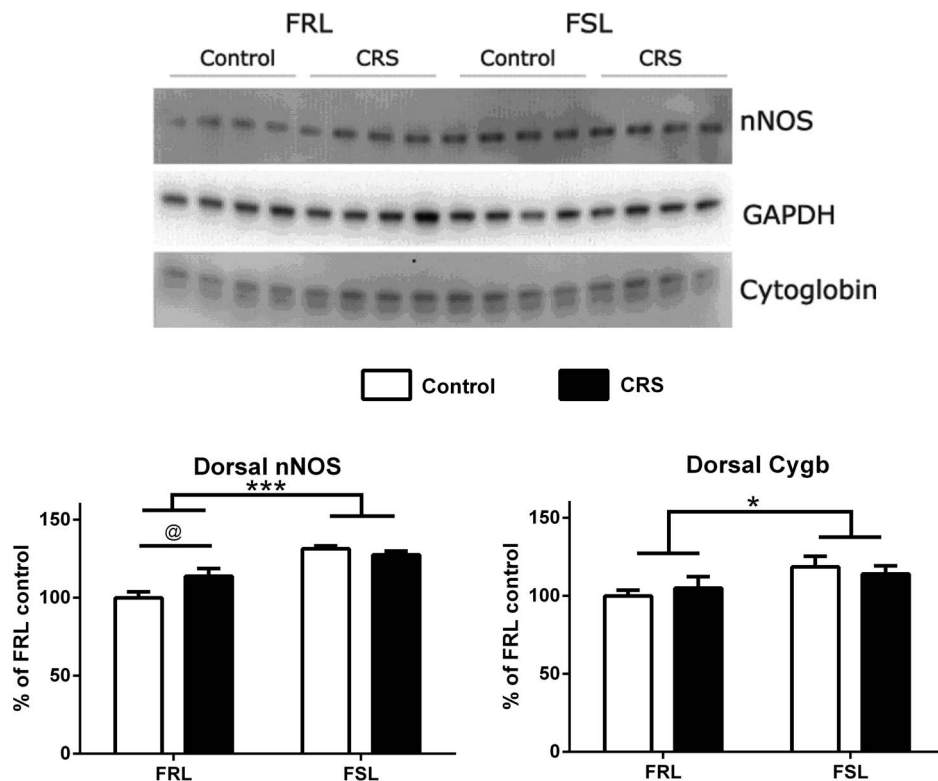 FRL FSL
Control CRS Control CRS
nNOS
GAPDH
Cytoglobin
Control CRS
Dorsal nNOS
***
@
% of FRL control
150
100
50
0
FRL FSL
Dorsal Cygb
*
% of FRL control
150
100
50
0
FRL FSL